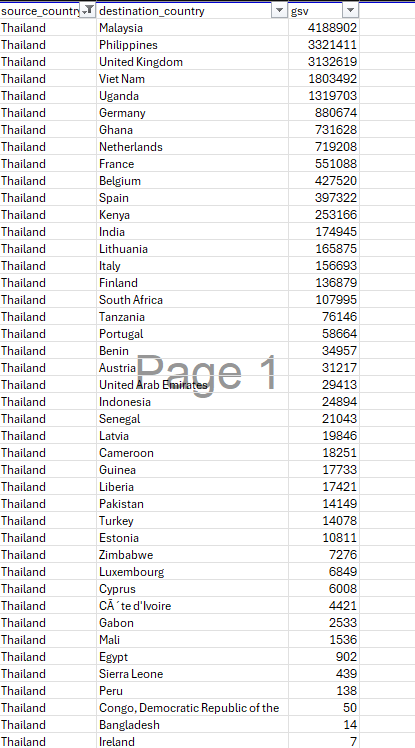 source_country destination_country gsv
Thailand Malaysia 4188902
Thailand Philippines 3321411
Thailand United Kingdom 3132619
Thailand Viet Nam 1803492
Thailand Uganda 1319703
Thailand Germany 880674
Thailand Ghana 731628
Thailand Netherlands 719208
Thailand France 551088
Thailand Belgium 427520
Thailand Spain 397322
Thailand Kenya 253166
Thailand India 174945
Thailand Lithuania 165875
Thailand Italy 156693
Thailand Finland 136879
Thailand South Africa 107995
Thailand Tanzania 76146
Thailand Portugal 58664
Thailand Benin 34957
Thailand Austria 31217
Page 1
Thailand United Arab Emirates 29413
Thailand Indonesia 24894
Thailand Senegal 21043
Thailand Latvia 19846
Thailand Cameroon 18251
Thailand Guinea 17733
Thailand Liberia 17421
Thailand Pakistan 14149
Thailand Turkey 14078
Thailand Estonia 10811
Thailand Zimbabwe 7276
Thailand Luxembourg 6849
Thailand Cyprus 6008
Thailand CÃ´te d'Ivoire 4421
Thailand Gabon 2533
Thailand Mali 1536
Thailand Egypt 902
Thailand Sierra Leone 439
Thailand Peru 138
Thailand Congo, Democratic Republic of the 50
Thailand Bangladesh 14
Thailand Ireland 7